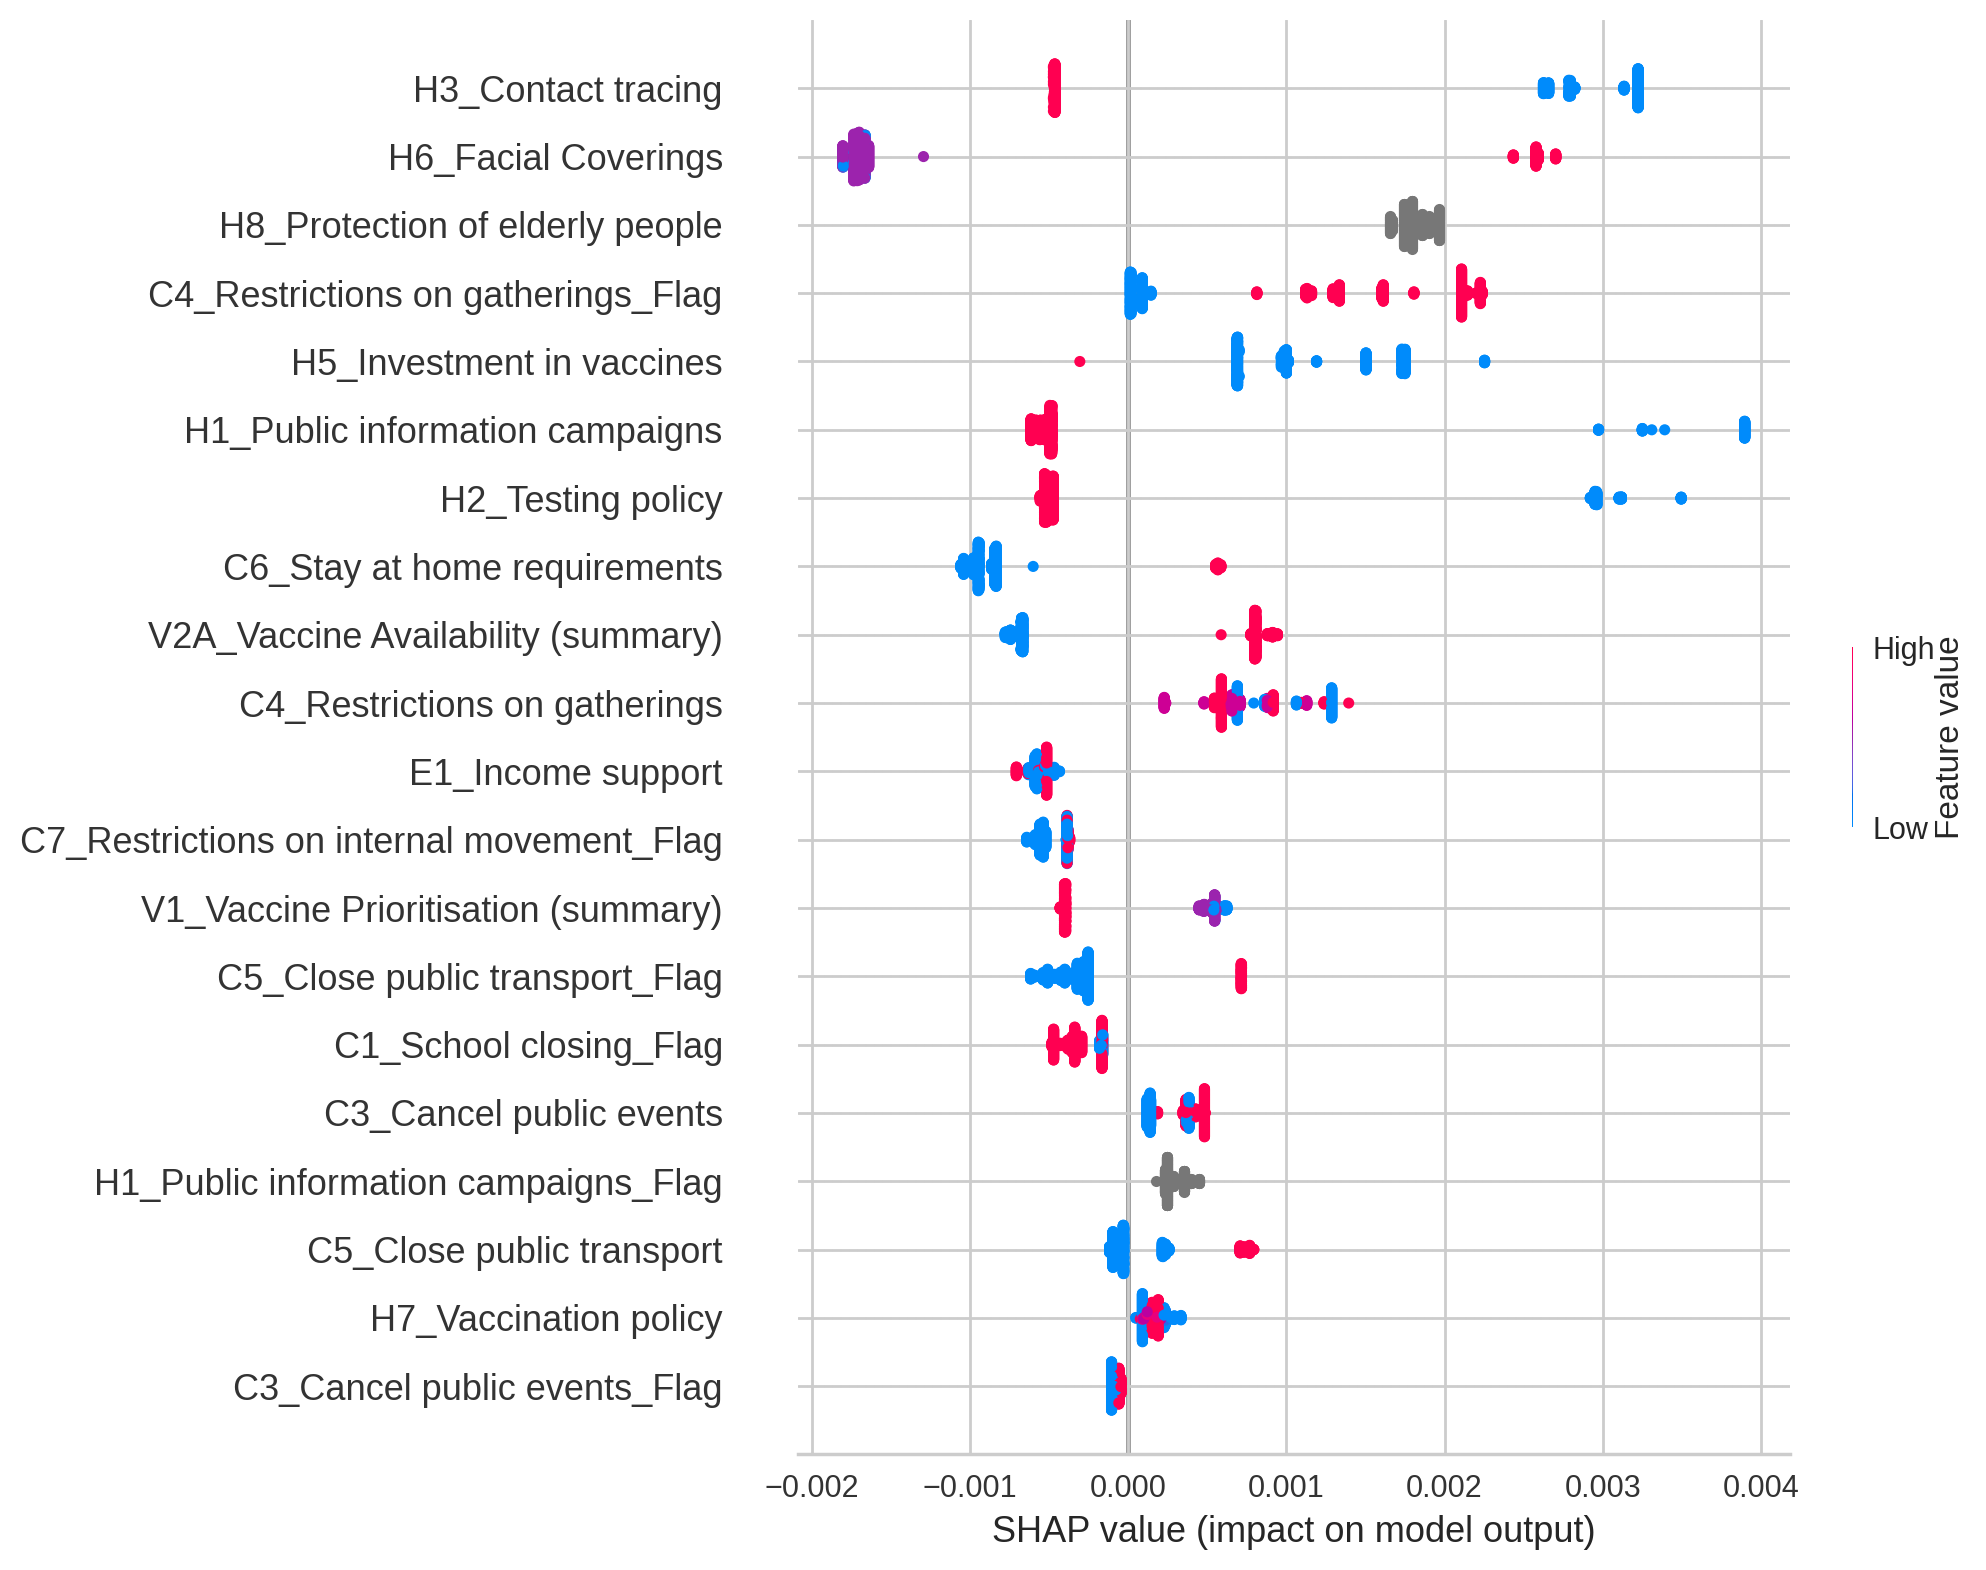 H3_Contact tracing
H6_Facial Coverings
H8_Protection of elderly people
C4_Restrictions on gatherings_Flag
H5_Investment in vaccines
H1_Public information campaigns
H2_Testing policy
C6_Stay at home requirements
V2A_Vaccine Availability (summary)
C4_Restrictions on gatherings
E1_Income support
C7_Restrictions on internal movement_Flag
V1_Vaccine Prioritisation (summary)
C5_Close public transport_Flag
C1_School closing_Flag
C3_Cancel public events
H1_Public information campaigns_Flag
C5_Close public transport
H7_Vaccination policy
C3_Cancel public events_Flag
−0.002 −0.001 0.000 0.001 0.002 0.003 0.004
SHAP value (impact on model output)
High
Low
Feature value